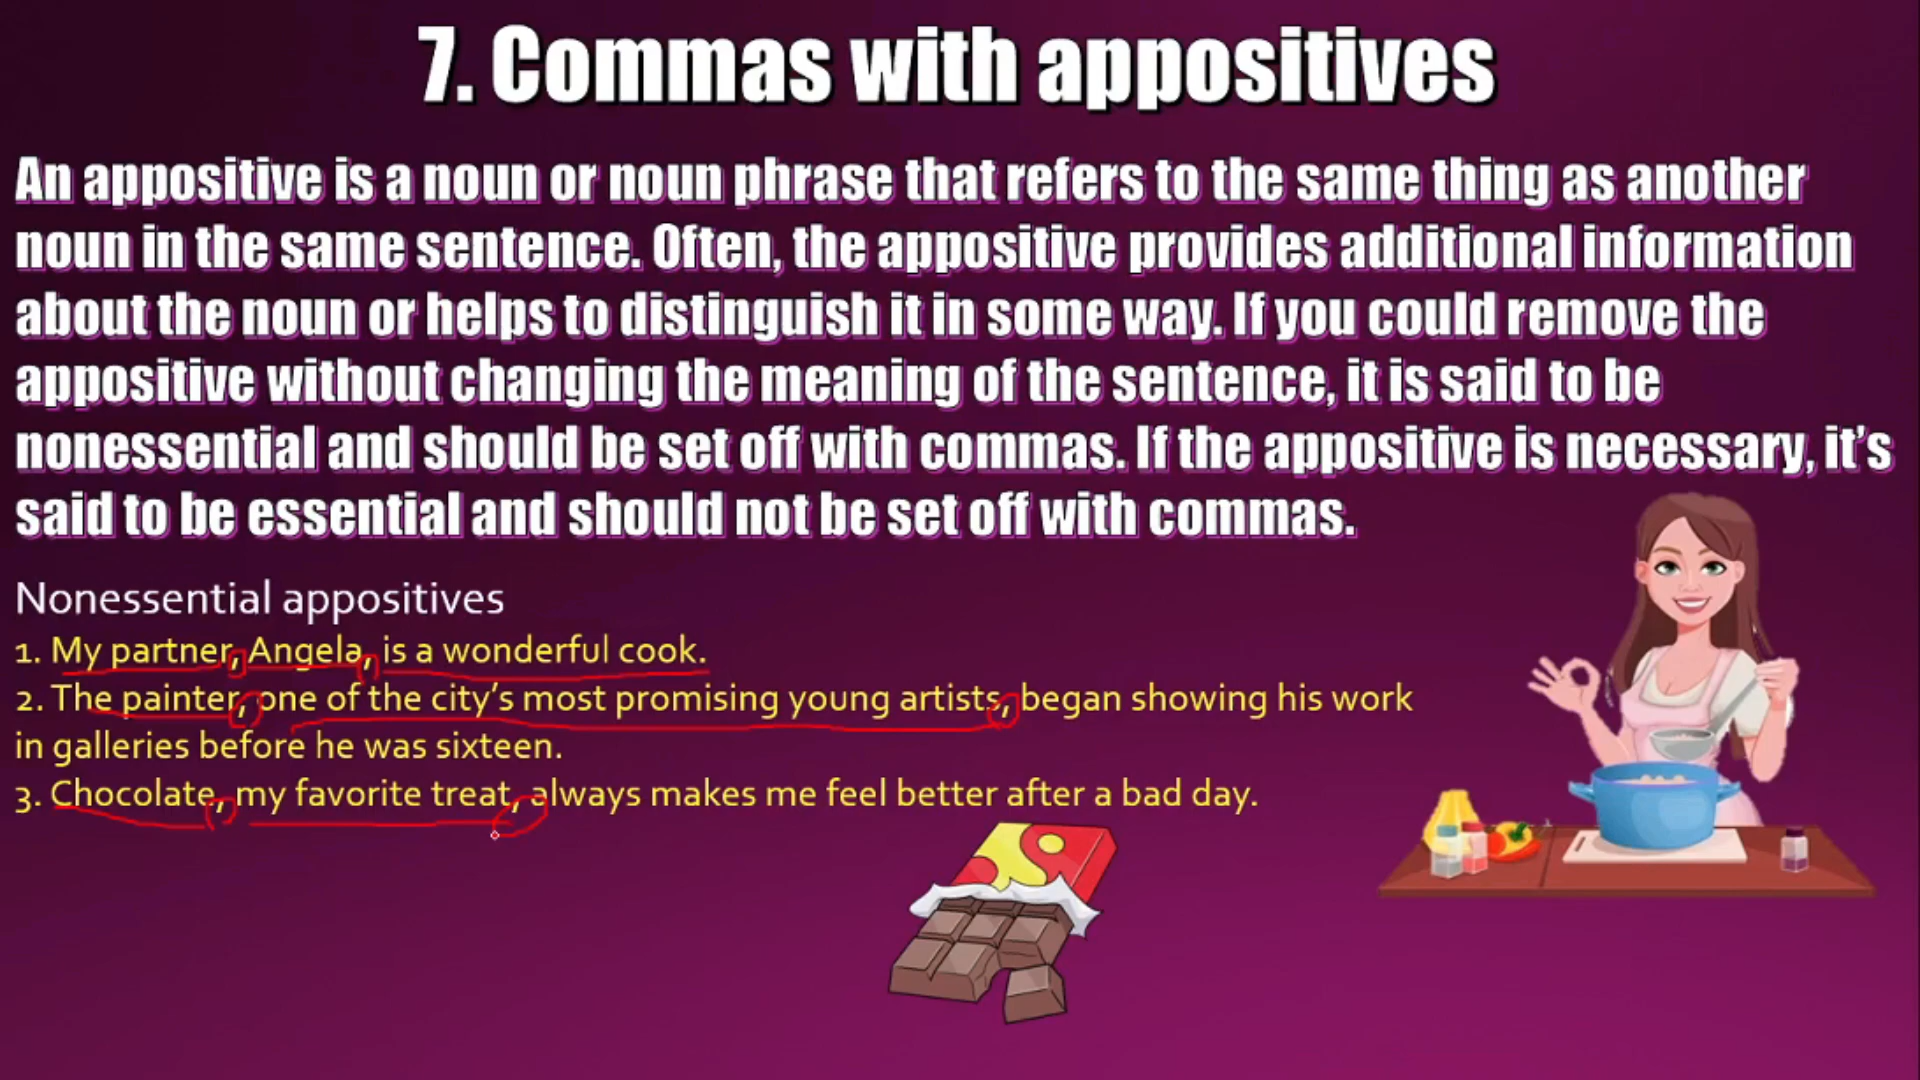 7. Commas with appositives
An appositive is a noun or noun phrase that refers to the same thing as another
noun in the same sentence. Often, the appositive provides additional information
about the noun or helps to distinguish it in some way. If you could remove the
appositive without changing the meaning of the sentence, it is said to be
nonessential and should be set off with commas. If the appositive is necessary, it’s
said to be essential and should not be set off with commas.
Nonessential appositives
1. My partner, Angela, is a wonderful cook.
2. The painter, one of the city’s most promising young artists, began showing his work
in galleries before he was sixteen.
3. Chocolate, my favorite treat, always makes me feel better after a bad day.